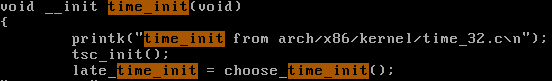 void __init time_init(void)
{
printk("time_init from arch/x86/kernel/time_32.c\n");
tsc_init();
late_time_init = choose_time_init();